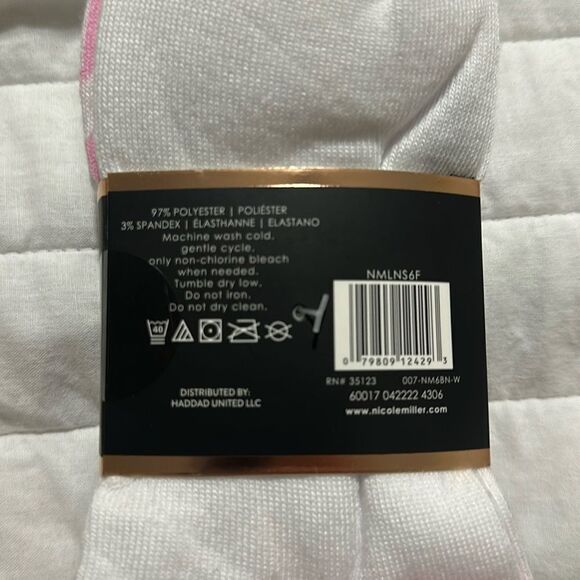 97% POLYESTER | POLIÉSTER
3% SPANDEX | ÉLASTHANNE | ELASTANO
Machine wash cold.
gentle cycle.
only non-chlorine bleach
when needed.
Tumble dry low.
Do not iron.
Do not dry clean.
40
DISTRIBUTED BY:
HADDAD UNITED LLC
NMLNS6F
0 79809 12429 3
RN# 35123 007-NM68N-W
60017 042222 4306
www.nicolemiller.com